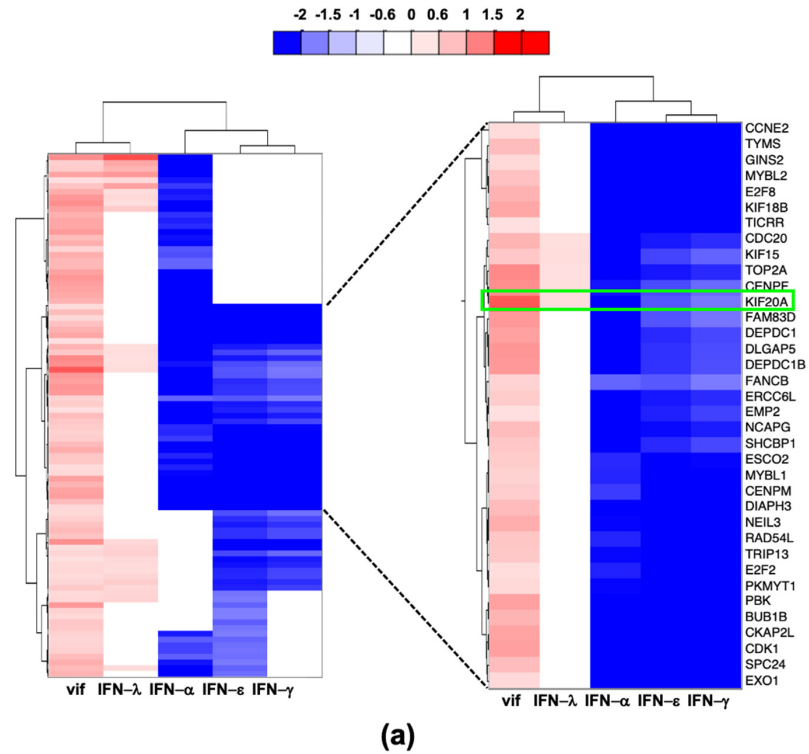 -2 -1.5 -1 -0.6 0 0.6 1 1.5 2
CCNE2
TYMS
GINS2
MYBL2
E2F8
KIF18B
TICRR
CDC20
KIF15
TOP2A
CENPF
KIF20A
FAM83D
DEPDC1
DLGAP5
DEPDC1B
FANCB
ERCC6L
EMP2
NCAPG
SHCBP1
ESCO2
MYBL1
CENPM
DIAPH3
NEIL3
RAD54L
TRIP13
E2F2
PKMYT1
PBK
BUB1B
CKAP2L
CDK1
SPC24
EXO1
vif IFN–λ IFN–α IFN–ε IFN–γ
vif IFN–λ IFN–α IFN–ε IFN–γ
(a)